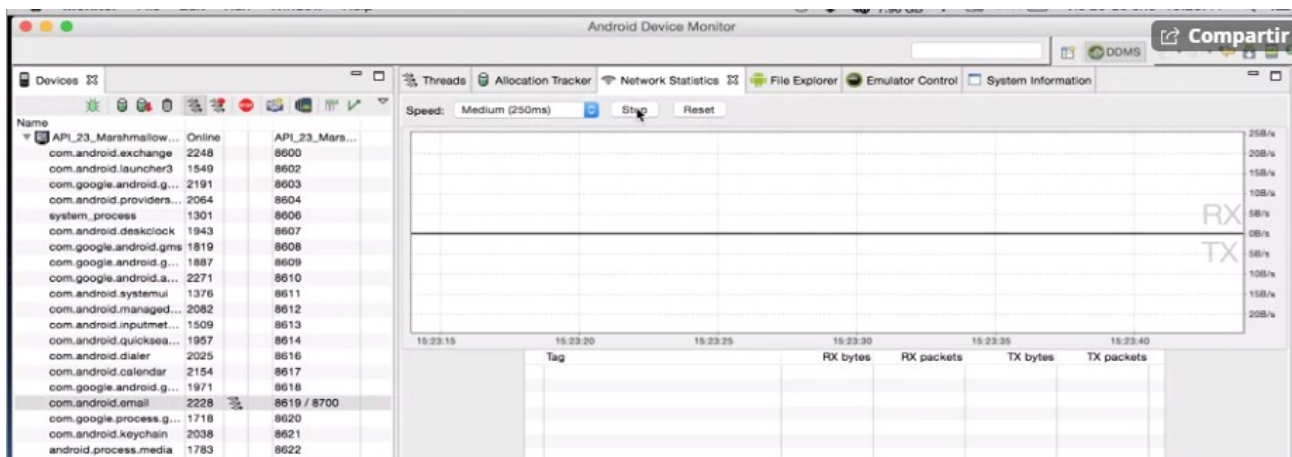 Android Device Monitor
Compartir
DDMS
Devices
Threads Allocation Tracker Network Statistics File Explorer Emulator Control System Information
Speed: Medium (250ms) Stop Reset
Name
API_23_Marshmallow... Online API_23_Mars...
com.android.exchange 2248 8600
com.android.launcher3 1549 8602
com.google.android.g... 2191 8603
com.android.providers... 2064 8604
system_process 1301 8606
com.android.deskclock 1943 8607
com.google.android.gms 1819 8608
com.google.android.g... 1887 8609
com.google.android.a... 2271 8610
com.android.systemui 1376 8611
com.android.managed... 2082 8612
com.android.inputmet... 1509 8613
com.android.quicksea... 1957 8614
com.android.dialer 2025 8616
com.android.calendar 2154 8617
com.google.android.g... 1971 8618
com.android.email 2228 8619 / 8700
com.google.process.g... 1718 8620
com.android.keychain 2038 8621
android.process.media 1783 8622
25B/s
20B/s
15B/s
10B/s
RX 5B/s
0B/s
TX 5B/s
10B/s
15B/s
20B/s
15:23:15 15:23:20 15:23:25 15:23:30 15:23:35 15:23:40
Tag RX bytes RX packets TX bytes TX packets